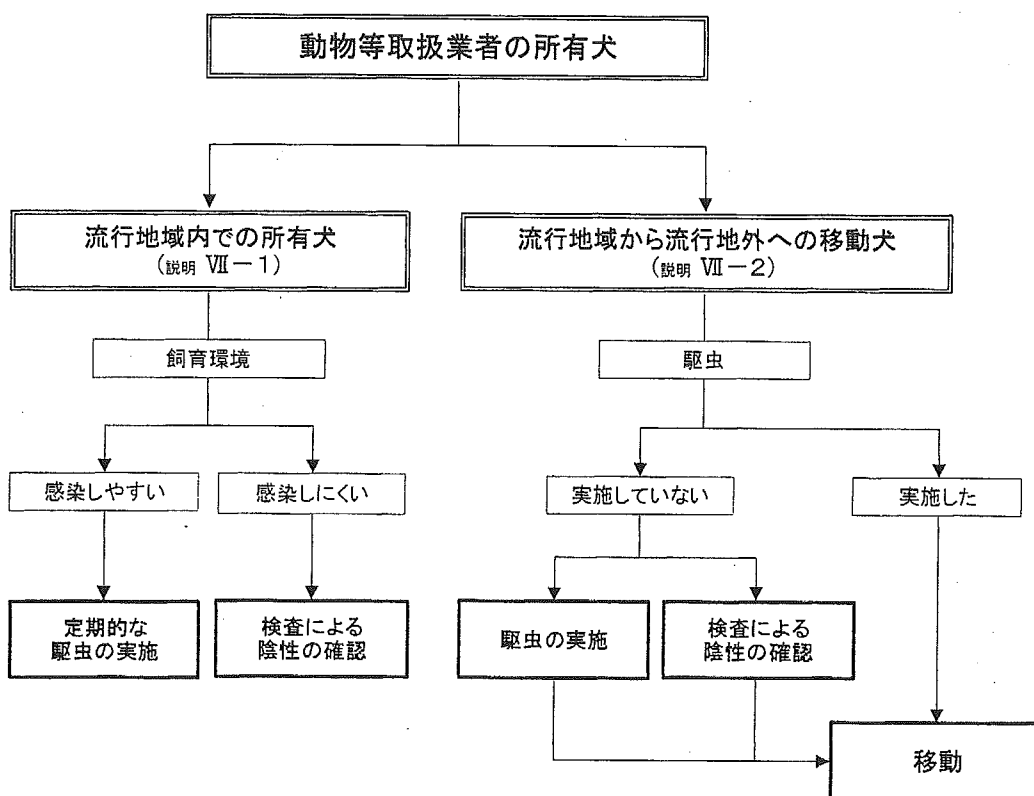 動物等取扱業者の所有犬
流行地域内での所有犬
(説明 Ⅶ－1)
流行地域から流行地外への移動犬
(説明 Ⅶ－2)
飼育環境
駆虫
感染しやすい
感染しにくい
実施していない
実施した
定期的な
駆虫の実施
検査による
陰性の確認
駆虫の実施
検査による
陰性の確認
移動